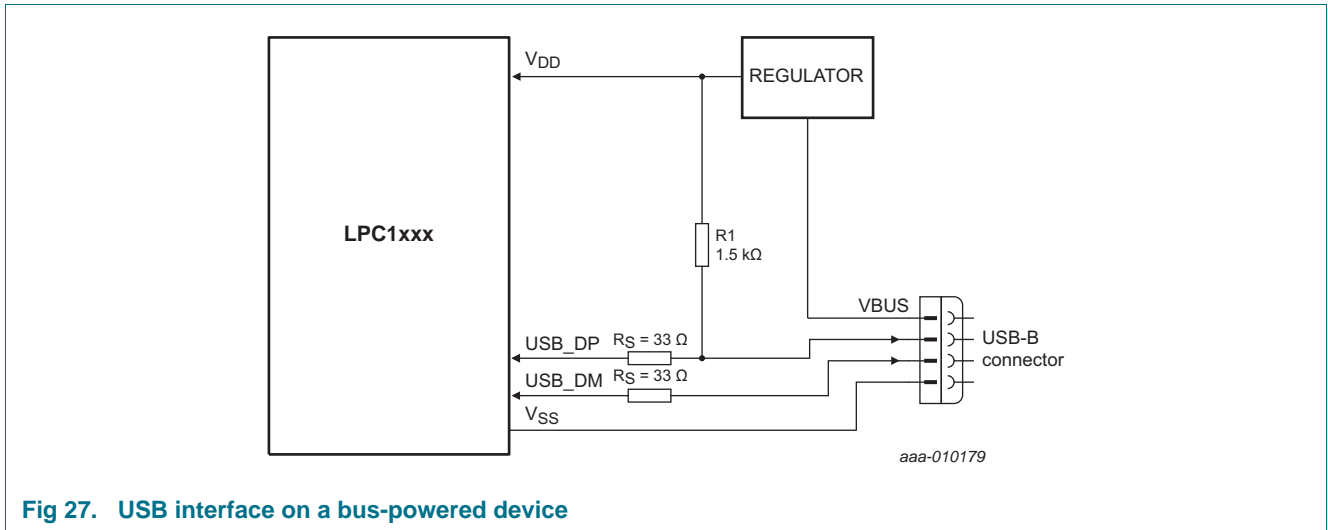 VDD
REGULATOR
LPC1xxx
R1
1.5 kΩ
VBUS
USB_DP RS = 33 Ω
USB-B
connector
USB_DM RS = 33 Ω
VSS
aaa-010179
Fig 27. USB interface on a bus-powered device